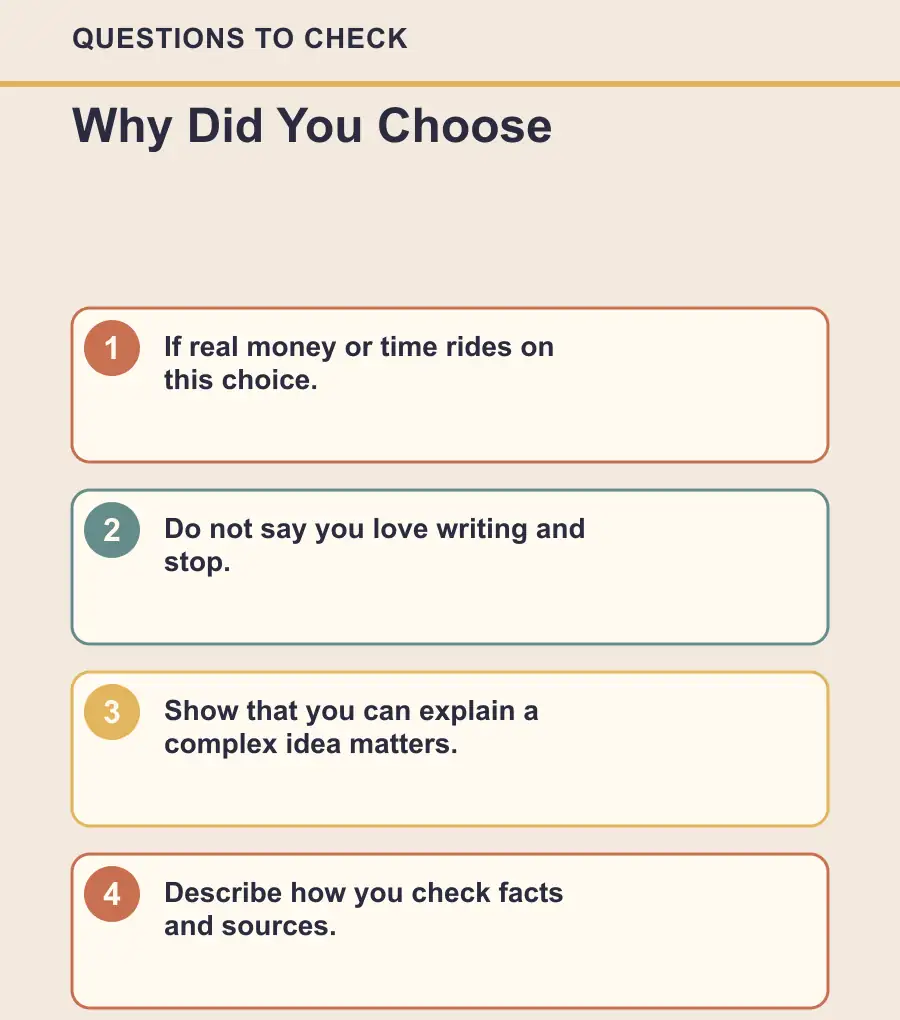 QUESTIONS TO CHECK
Why Did You Choose
1
If real money or time rides on
this choice.
2
Do not say you love writing and
stop.
3
Show that you can explain a
complex idea matters.
4
Describe how you check facts
and sources.